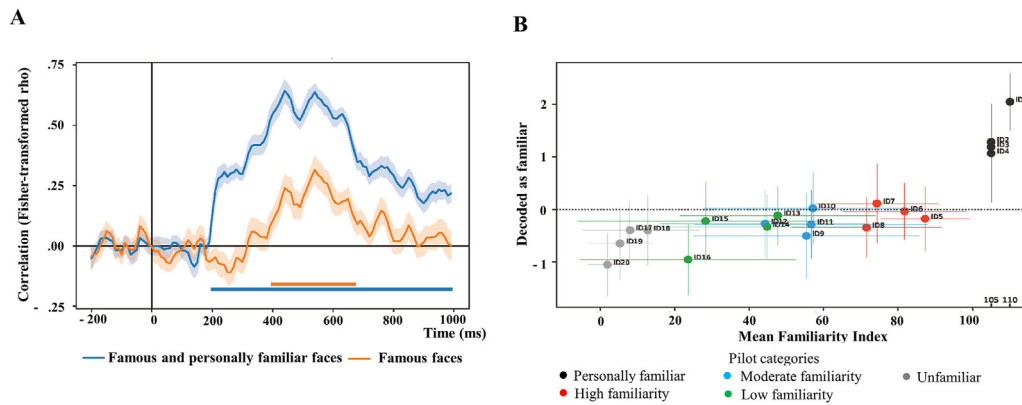 A
Correlation (Fisher-transformed rho)
.75
.50
.25
.00
-
.25
-200
0
200
400
600
800
1000
Time (ms)
Famous and personally familiar faces
Famous faces
B
Decoded as familiar
2
1
0
-1
ID2
ID3
ID4
ID7
ID6
ID5
ID8
ID10
ID11
ID9
ID12
ID13
ID14
ID15
ID16
ID17
ID18
ID19
ID20
105 110
0
20
40
60
80
100
Mean Familiarity Index
Pilot categories
Personally familiar
Moderate familiarity
Unfamiliar
High familiarity
Low familiarity